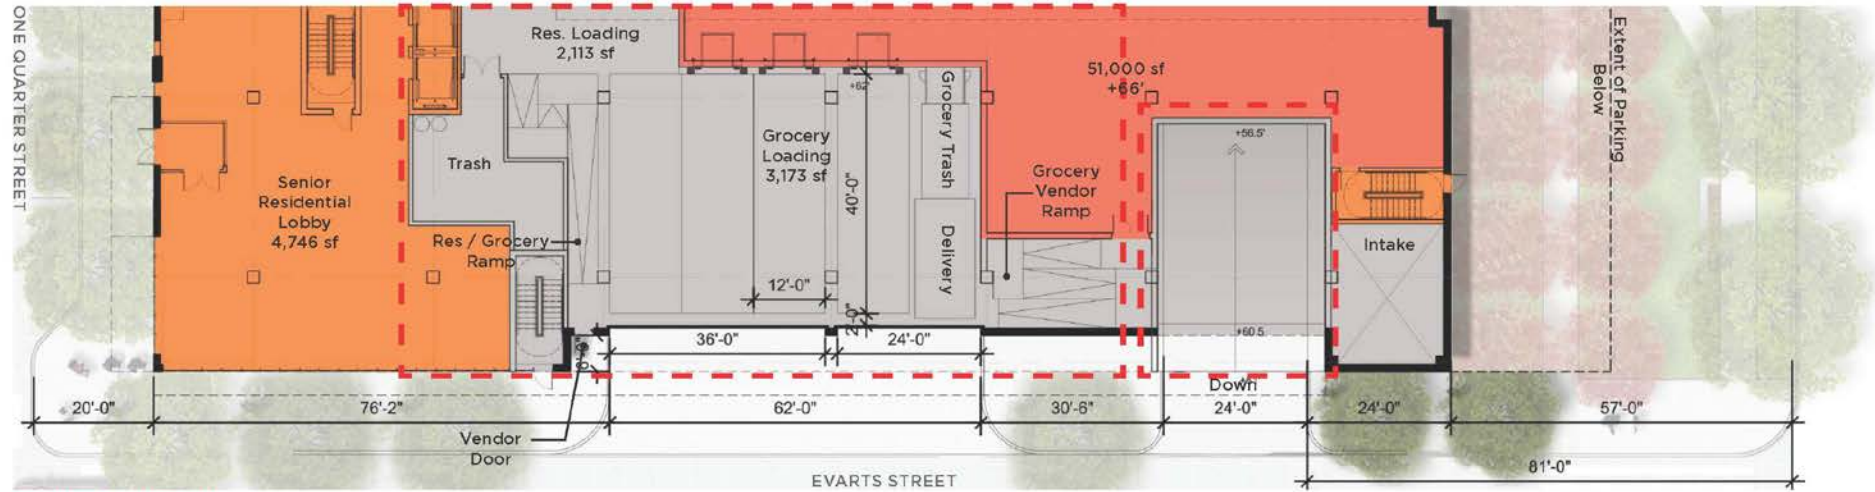 ONE QUARTER STREET
Res. Loading
2,113 sf
51,000 sf
+66'
Extent of Parking
Below
+62'
Grocery Trash
+56.5'
Grocery
Loading
3,173 sf
Trash
Grocery
Vendor
Ramp
Senior
Residential
Lobby
4,746 sf
40'-0"
Res / Grocery
Ramp
Delivery
Intake
12'-0"
2'-0"
+60.5
36'-0"
24'-0"
Down
20'-0"
76'-2"
62'-0"
30'-6"
24'-0"
24'-0"
57'-0"
Vendor
Door
81'-0"
EVARTS STREET